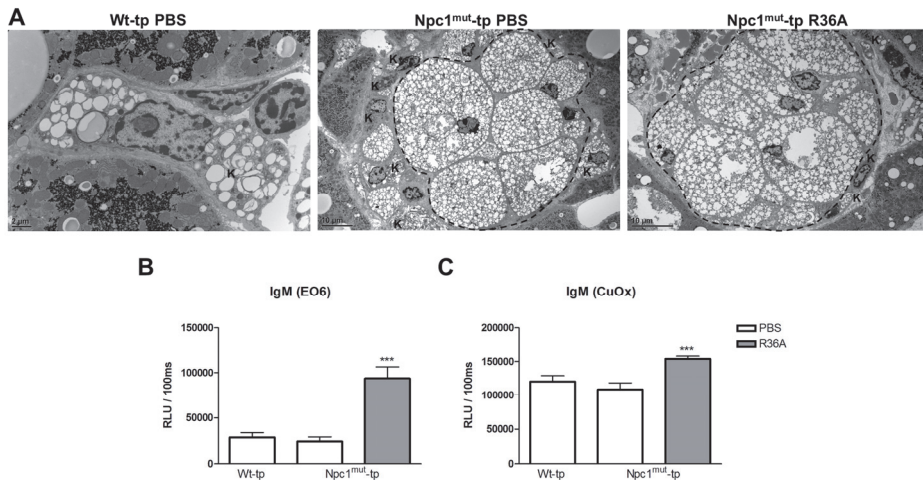 A
Wt-tp PBS
Npc1mut-tp PBS
Npc1mut-tp R36A
K
K
K
K
K
K
K
K
K
K
2 µm
10 µm
10 µm
B
IgM (EO6)
RLU / 100ms
150000
100000
50000
0
***
Wt-tp
Npc1mut-tp
C
IgM (CuOx)
RLU / 100ms
200000
150000
100000
50000
0
***
Wt-tp
Npc1mut-tp
PBS
R36A